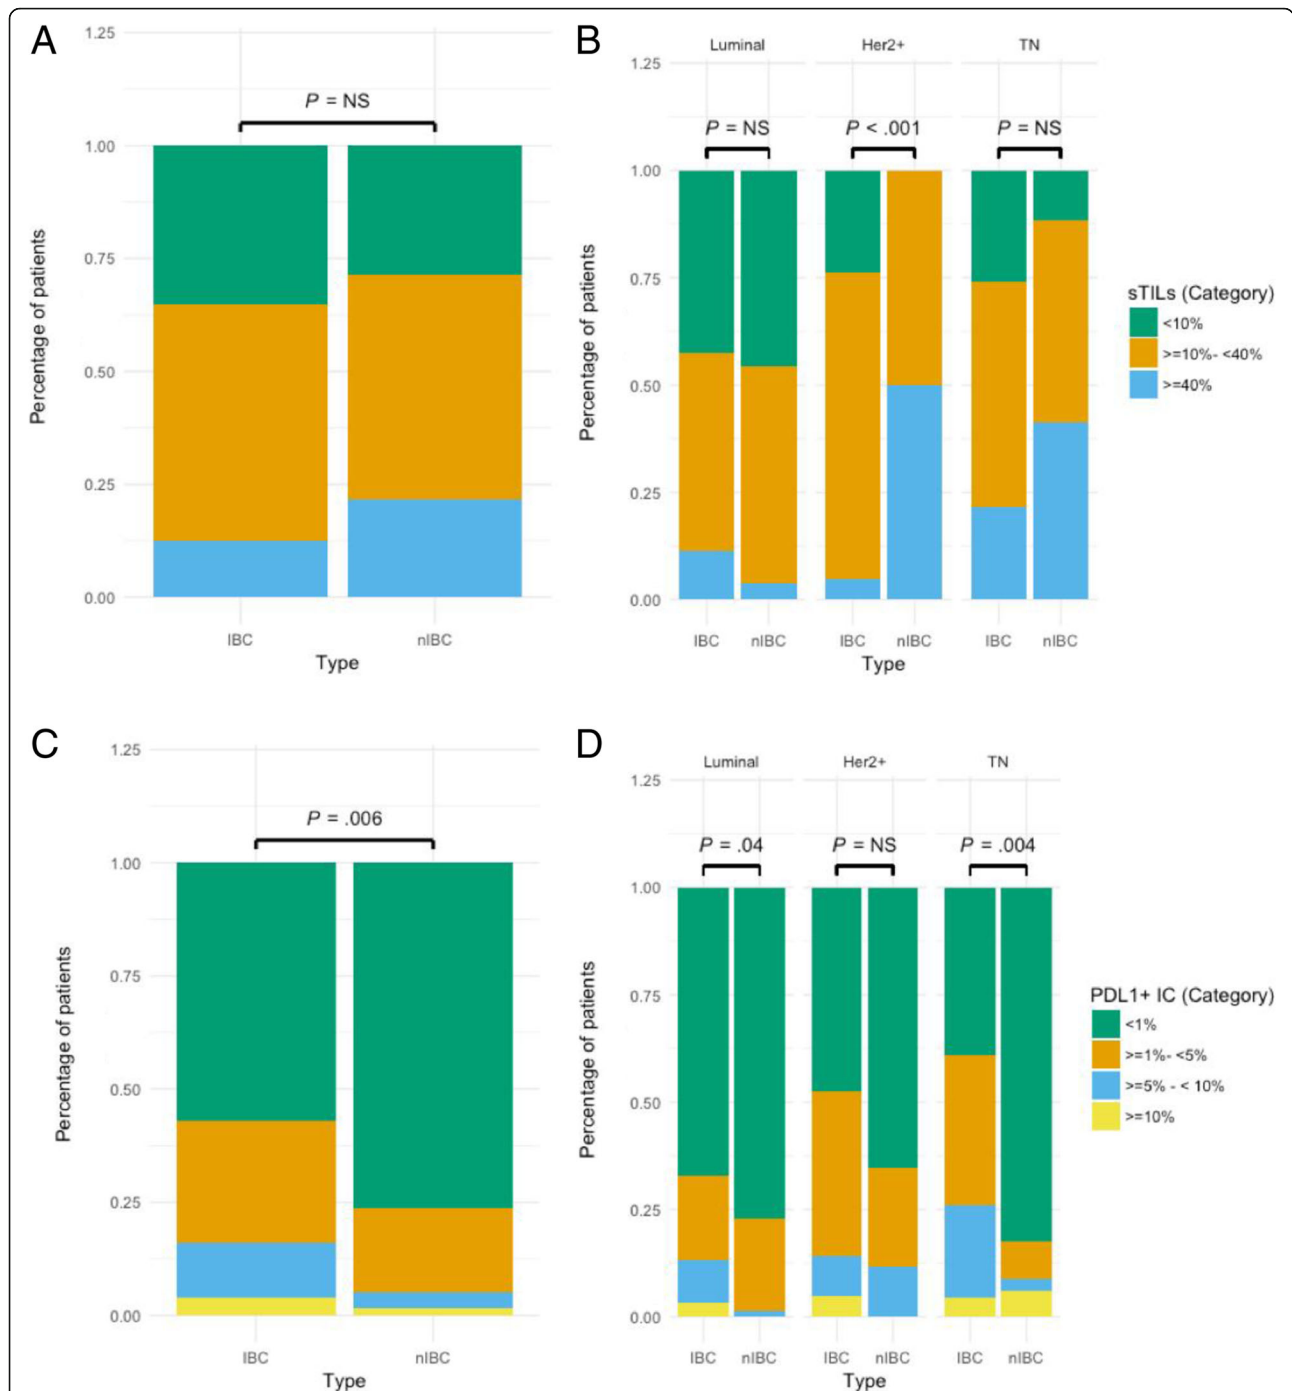 A
1.25
P = NS
1.00
0.75
0.50
0.25
0.00
Percentage of patients
IBC
nIBC
Type
B
Luminal
Her2+
TN
1.25
P = NS
P < .001
P = NS
1.00
0.75
0.50
0.25
0.00
Percentage of patients
IBC
nIBC
IBC
nIBC
IBC
nIBC
Type
sTILs (Category)
<10%
>=10%- <40%
>=40%
C
1.25
P = .006
1.00
0.75
0.50
0.25
0.00
Percentage of patients
IBC
nIBC
Type
D
Luminal
Her2+
TN
1.25
P = .04
P = NS
P = .004
1.00
0.75
0.50
0.25
0.00
Percentage of patients
IBC
nIBC
IBC
nIBC
IBC
nIBC
Type
PDL1+ IC (Category)
<1%
>=1%- <5%
>=5% - < 10%
>=10%